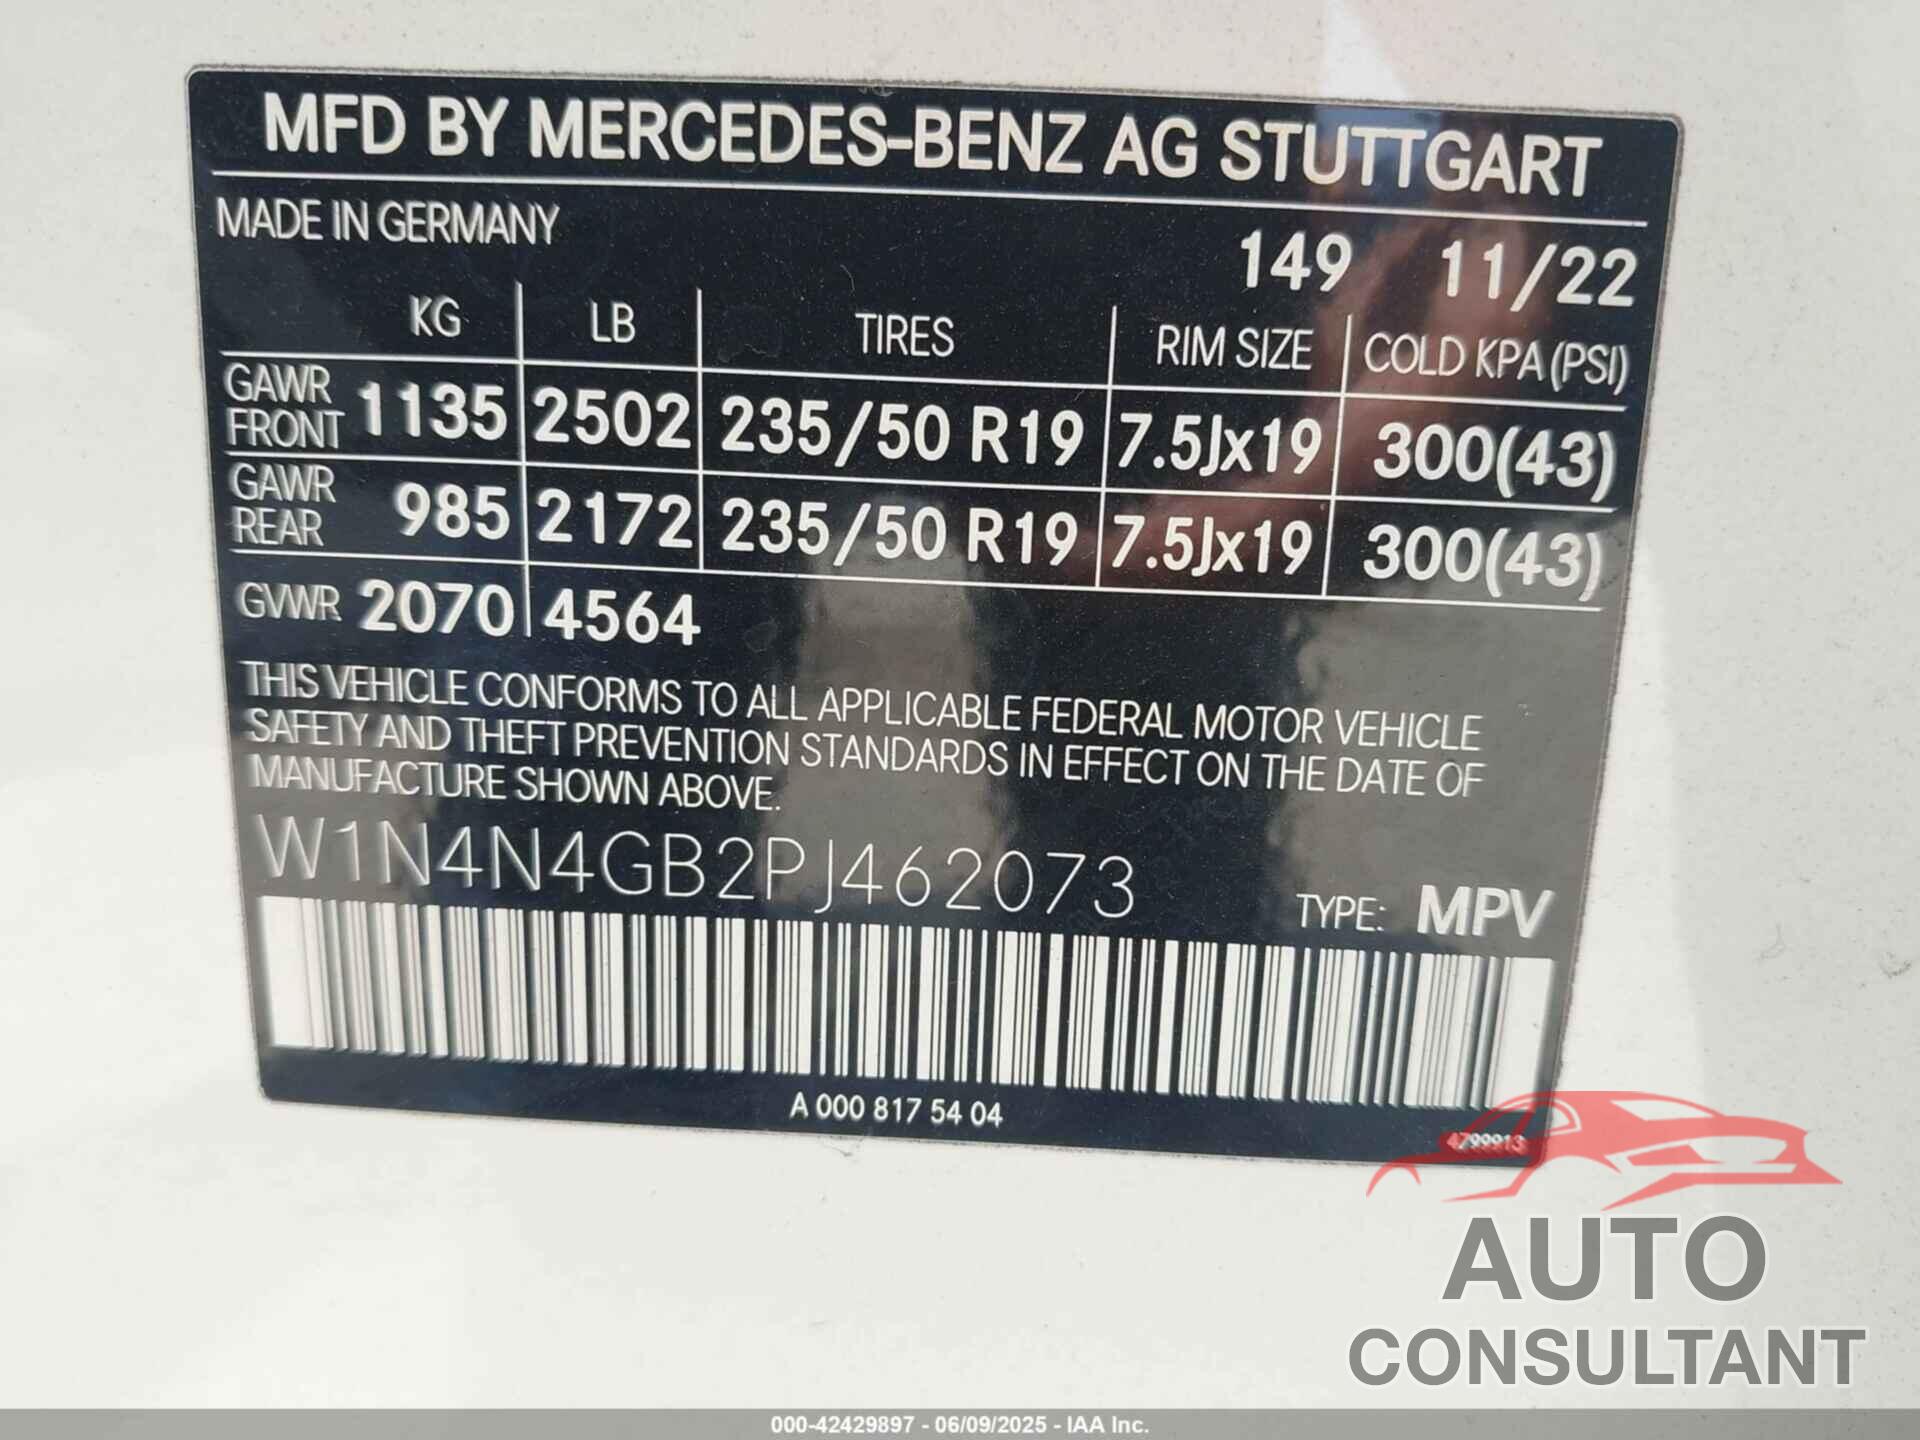 MFD BY MERCEDES-BENZ AG STUTTGART
MADE IN GERMANY
149 11/22
KG LB TIRES RIM SIZE COLD KPA (PSI)
GAWR FRONT 1135 2502 235/50 R19 7.5Jx19 300(43)
GAWR REAR 985 2172 235/50 R19 7.5Jx19 300(43)
GVWR 2070 4564
THIS VEHICLE CONFORMS TO ALL APPLICABLE FEDERAL MOTOR VEHICLE
SAFETY AND THEFT PREVENTION STANDARDS IN EFFECT ON THE DATE OF
MANUFACTURE SHOWN ABOVE.
W1N4N4GB2PJ462073
TYPE: MPV
A 000 817 54 04
4799913
AUTO
CONSULTANT
000-42429897 - 06/09/2025 - IAA Inc.